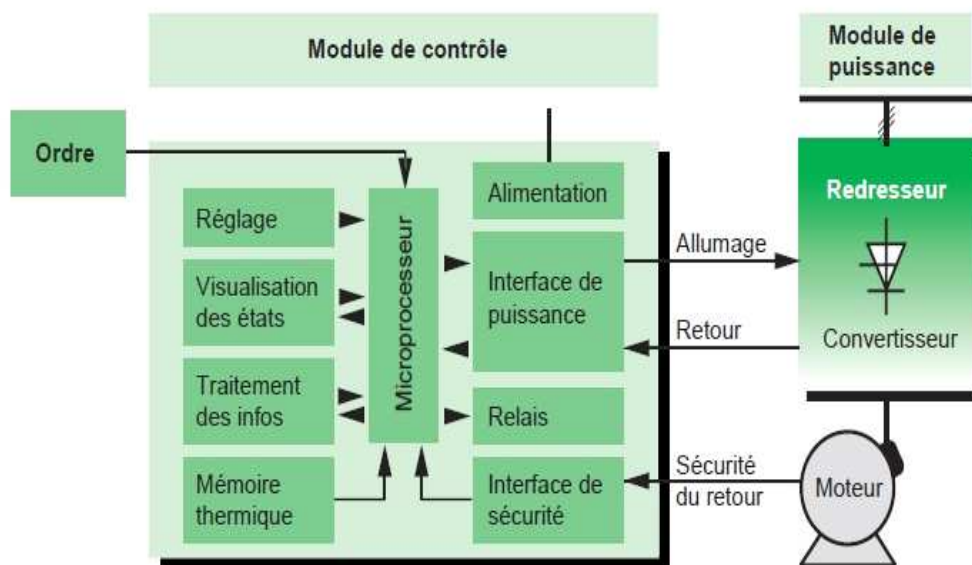 Module de contrôle
Module de
puissance
Ordre
Réglage
Visualisation
des états
Traitement
des infos
Mémoire
thermique
Microprocesseur
Alimentation
Interface de
puissance
Relais
Interface de
sécurité
Allumage
Retour
Sécurité
du retour
Redresseur
Convertisseur
Moteur